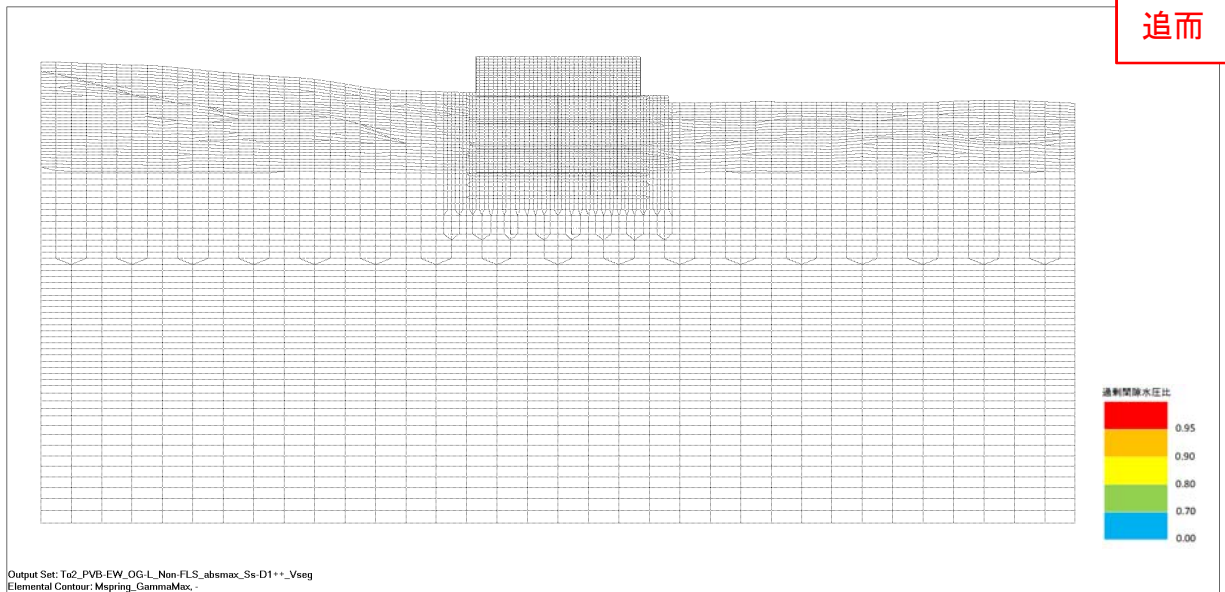 追而
過剰間隙水圧比
0.95
0.90
0.80
0.70
0.00
Output Set: To2_PVB-EW_OG-L_Non-FLS_absmax_Ss-D1++_Vseg
Elemental Contour: Mspring_GammaMax, -